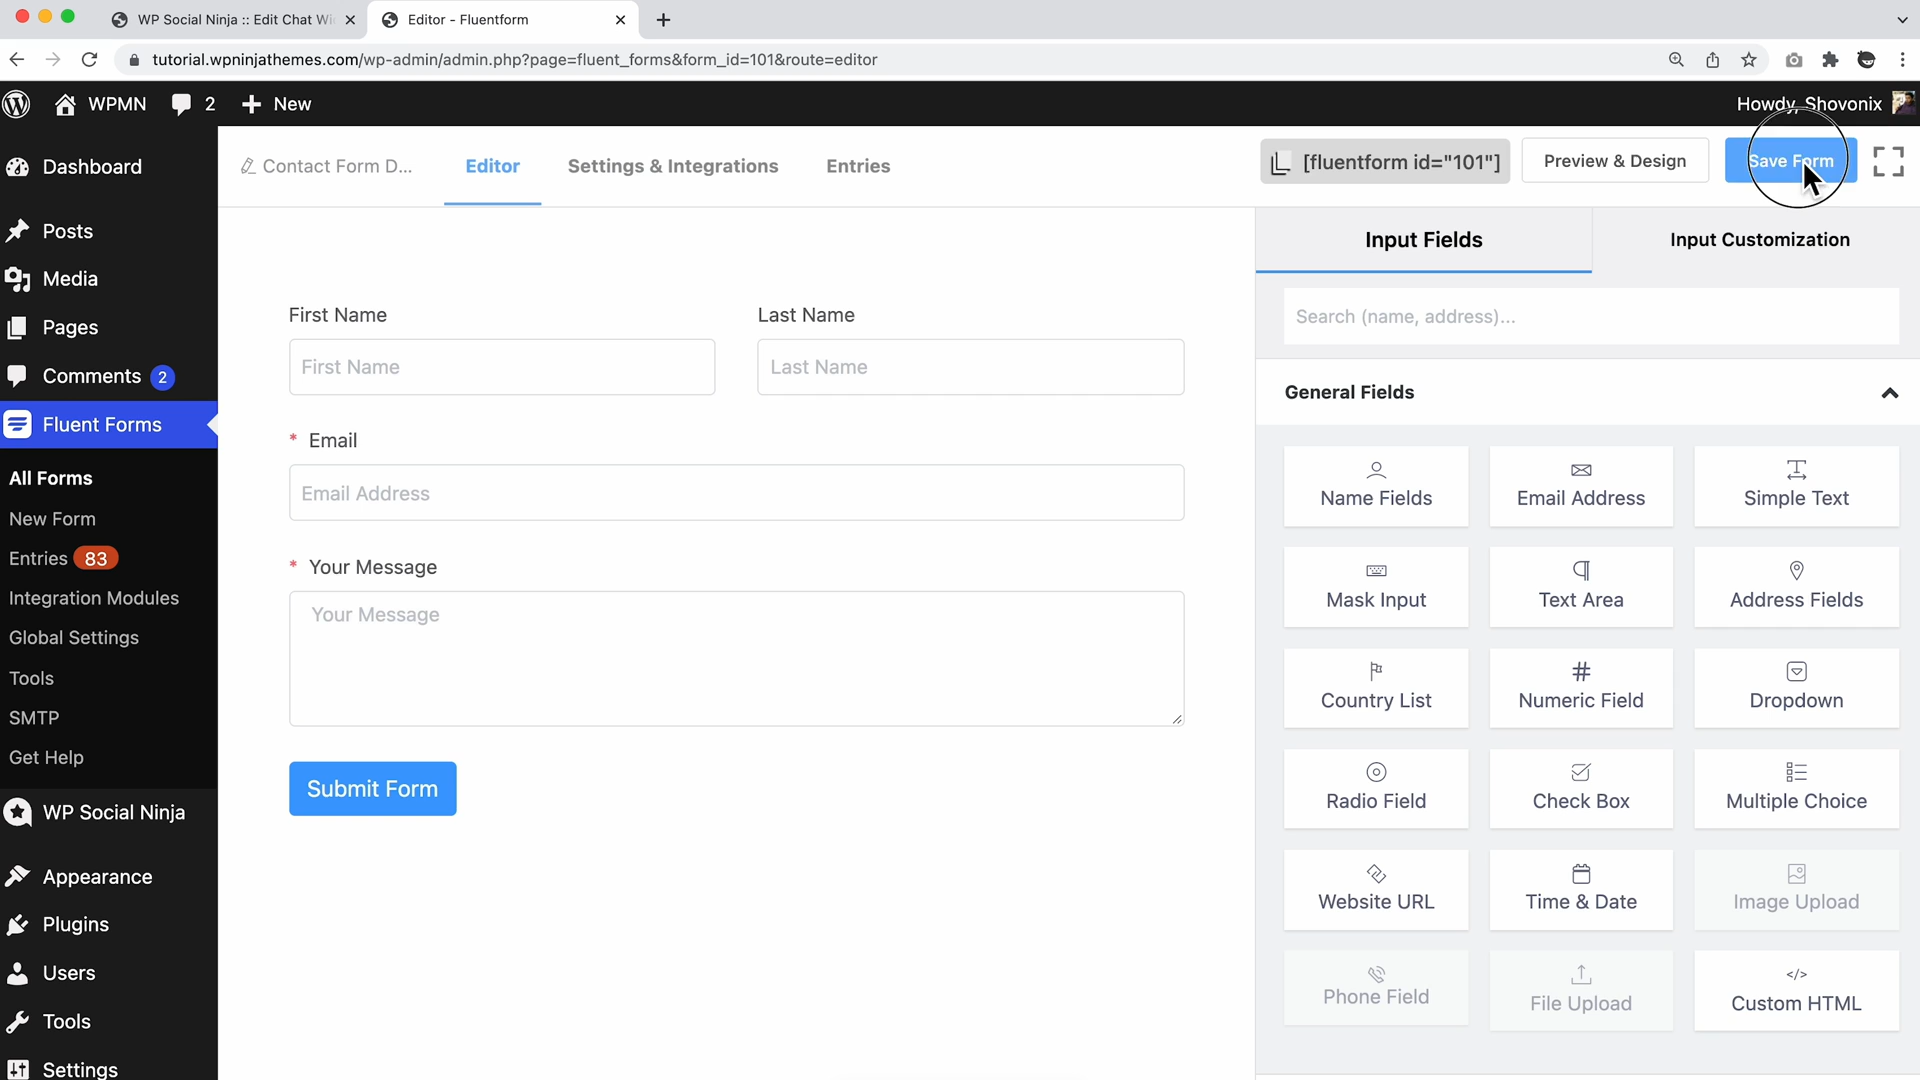 WP Social Ninja :: Edit Chat Wi
Editor - Fluentform
tutorial.wpninjathemes.com/wp-admin/admin.php?page=fluent_forms&form_id=101&route=editor
WPMN
2
New
Howdy, Shovonix
Dashboard
Posts
Media
Pages
Comments 2
Fluent Forms
All Forms
New Form
Entries 83
Integration Modules
Global Settings
Tools
SMTP
Get Help
WP Social Ninja
Appearance
Plugins
Users
Tools
Settings
Contact Form D...
Editor
Settings & Integrations
Entries
[fluentform id="101"]
Preview & Design
Save Form
First Name
First Name
Last Name
Last Name
* Email
Email Address
* Your Message
Your Message
Submit Form
Input Fields
Input Customization
Search (name, address)...
General Fields
Name Fields
Email Address
Simple Text
Mask Input
Text Area
Address Fields
Country List
Numeric Field
Dropdown
Radio Field
Check Box
Multiple Choice
Website URL
Time & Date
Image Upload
Phone Field
File Upload
Custom HTML